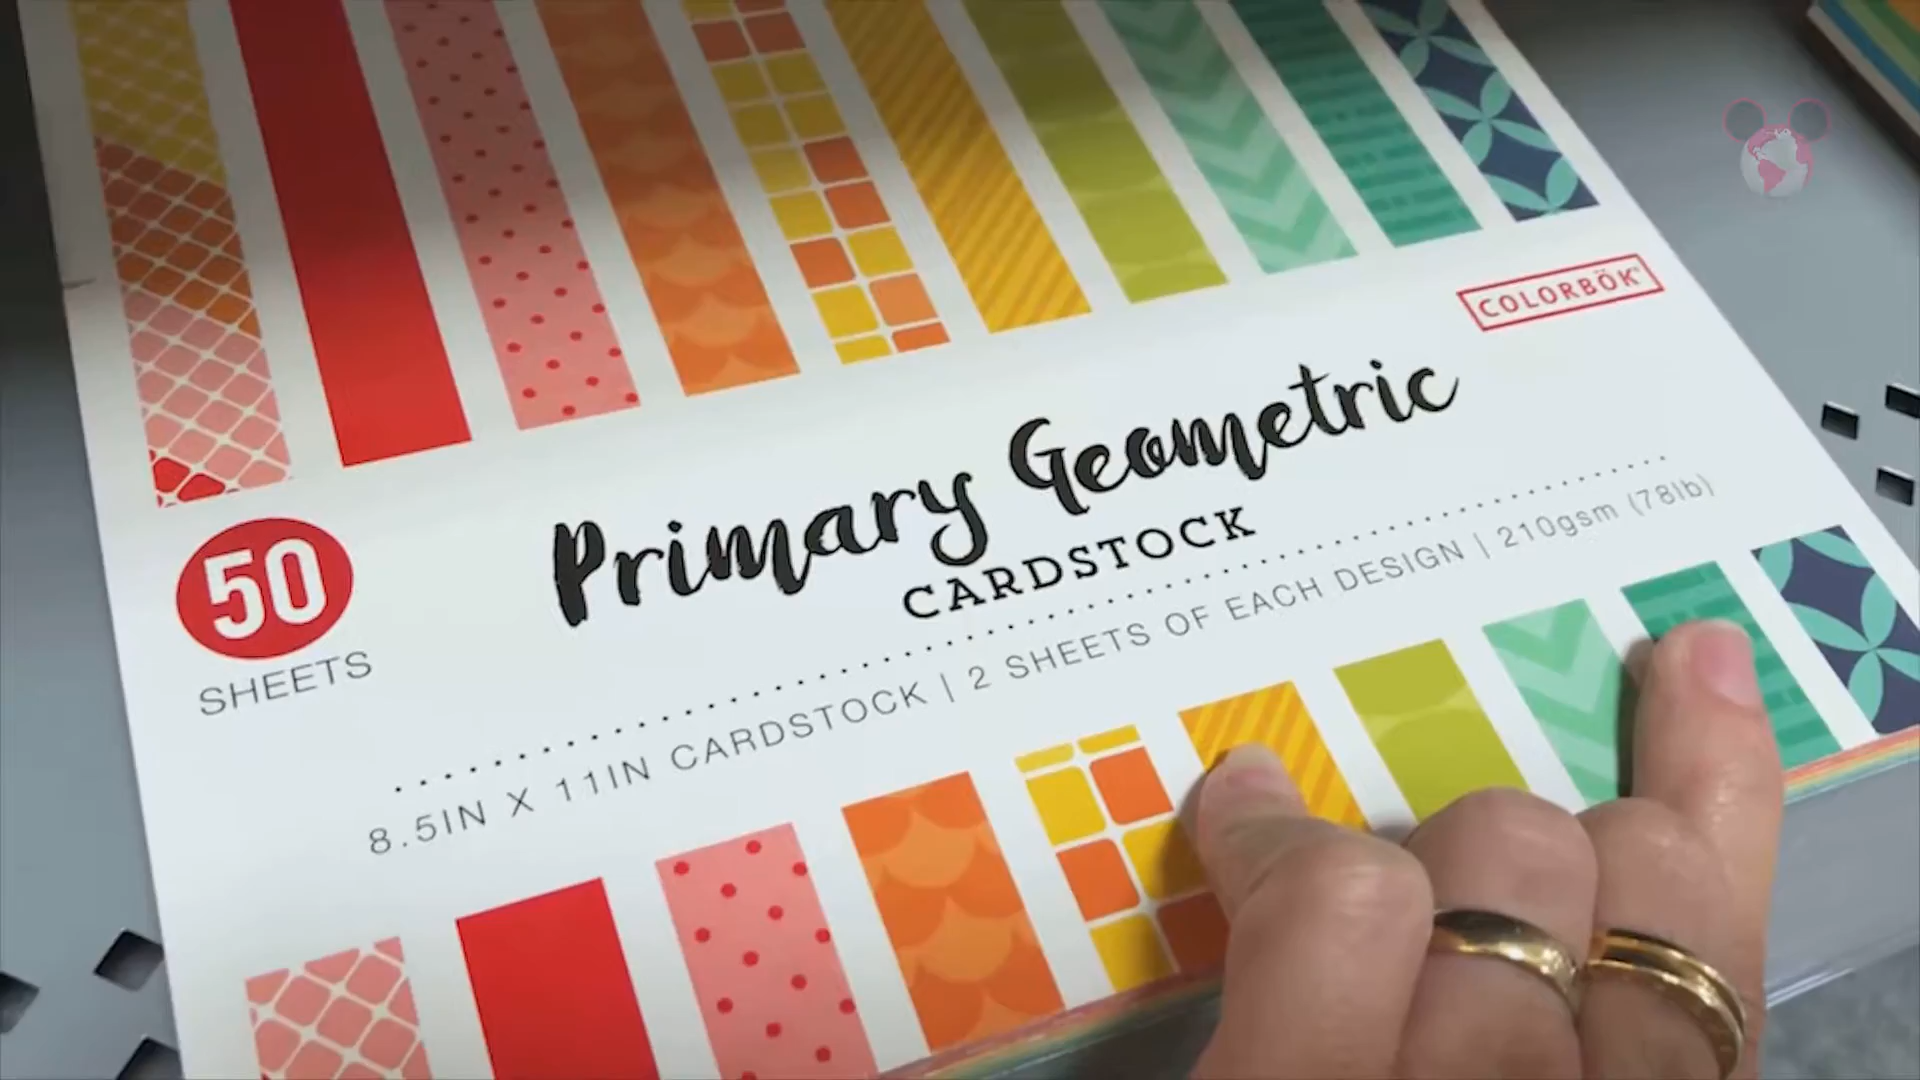 COLORBÖK®
Primary Geometric
CARDSTOCK
50
SHEETS
8.5IN X 11IN CARDSTOCK | 2 SHEETS OF EACH DESIGN | 210gsm (78lb)